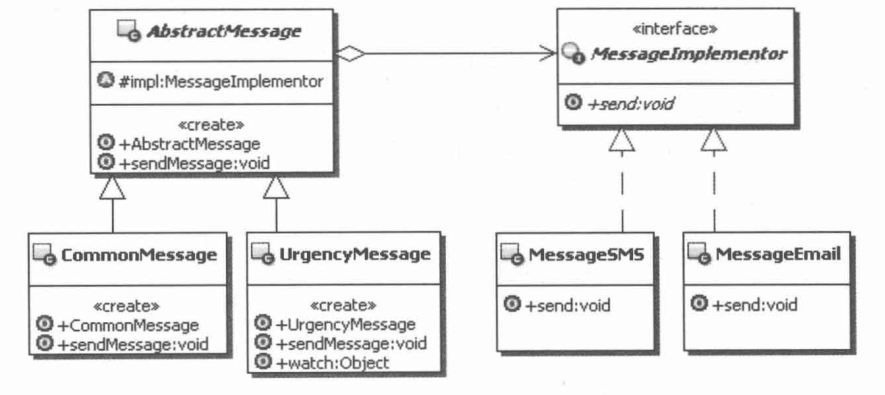 AbstractMessage
#impl:MessageImplementor
«create»
+AbstractMessage
+sendMessage:void
«interface»
MessageImplementor
+send:void
CommonMessage
«create»
+CommonMessage
+sendMessage:void
UrgencyMessage
«create»
+UrgencyMessage
+sendMessage:void
+watch:Object
MessageSMS
+send:void
MessageEmail
+send:void